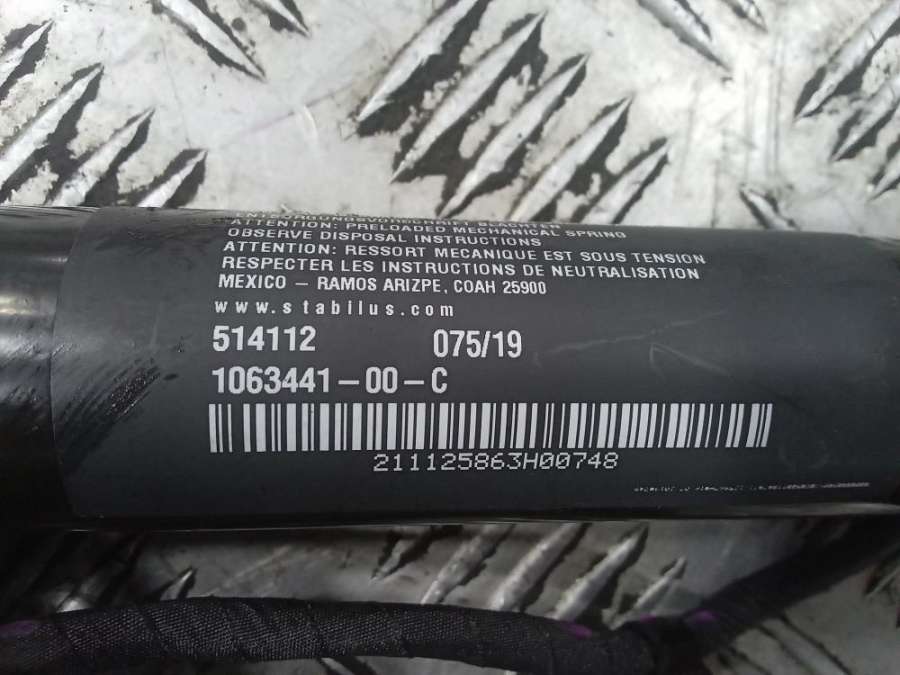 ATTENTION: PRELOADED MECHANICAL SPRING
OBSERVE DISPOSAL INSTRUCTIONS
ATTENTION: RESSORT MECANIQUE EST SOUS TENSION
RESPECTER LES INSTRUCTIONS DE NEUTRALISATION
MEXICO – RAMOS ARIZPE, COAH 25900
www.stabilus.com
514112 075/19
1063441–00–C
211125863H00748